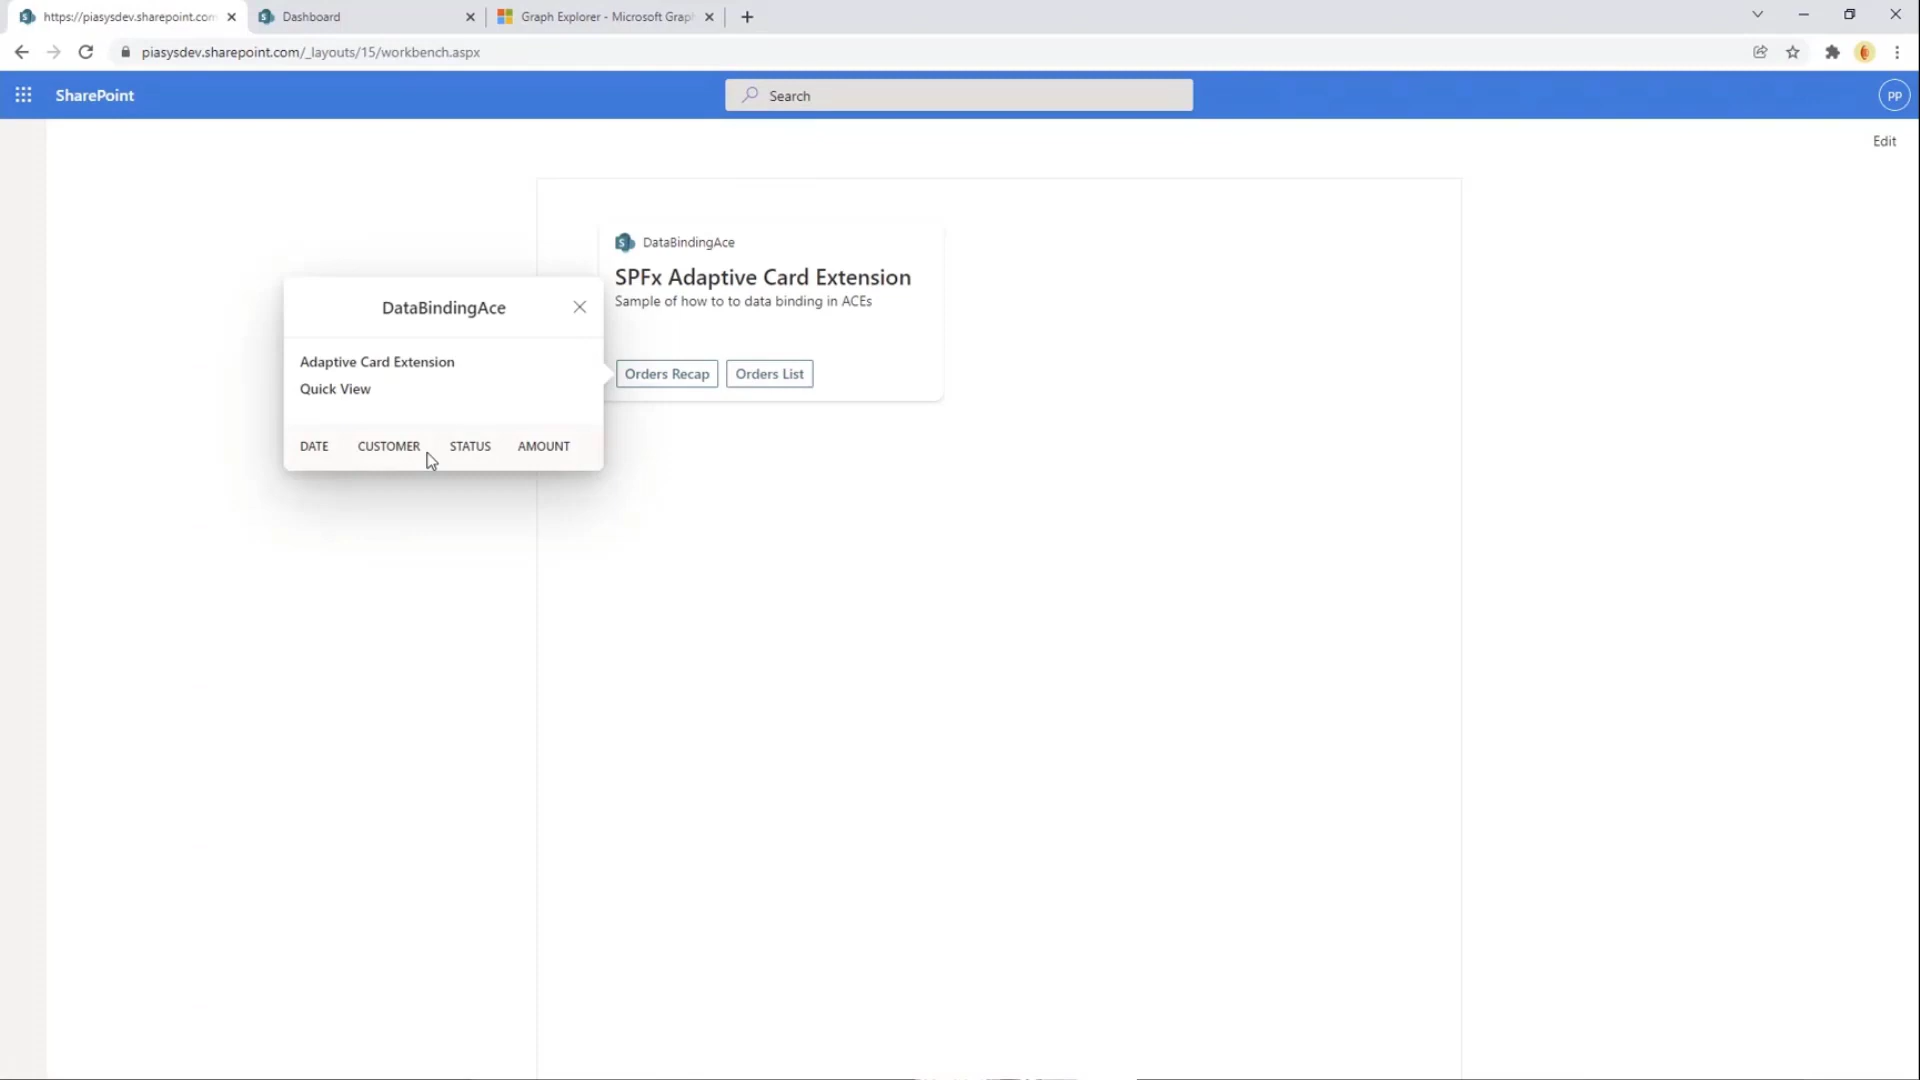 https://piasysdev.sharepoint.com
Dashboard
Graph Explorer - Microsoft Grap
piasysdev.sharepoint.com/_layouts/15/workbench.aspx
SharePoint
Search
PP
Edit
S DataBindingAce
SPFx Adaptive Card Extension
Sample of how to to data binding in ACEs
Orders Recap
Orders List
DataBindingAce
Adaptive Card Extension
Quick View
DATE CUSTOMER STATUS AMOUNT